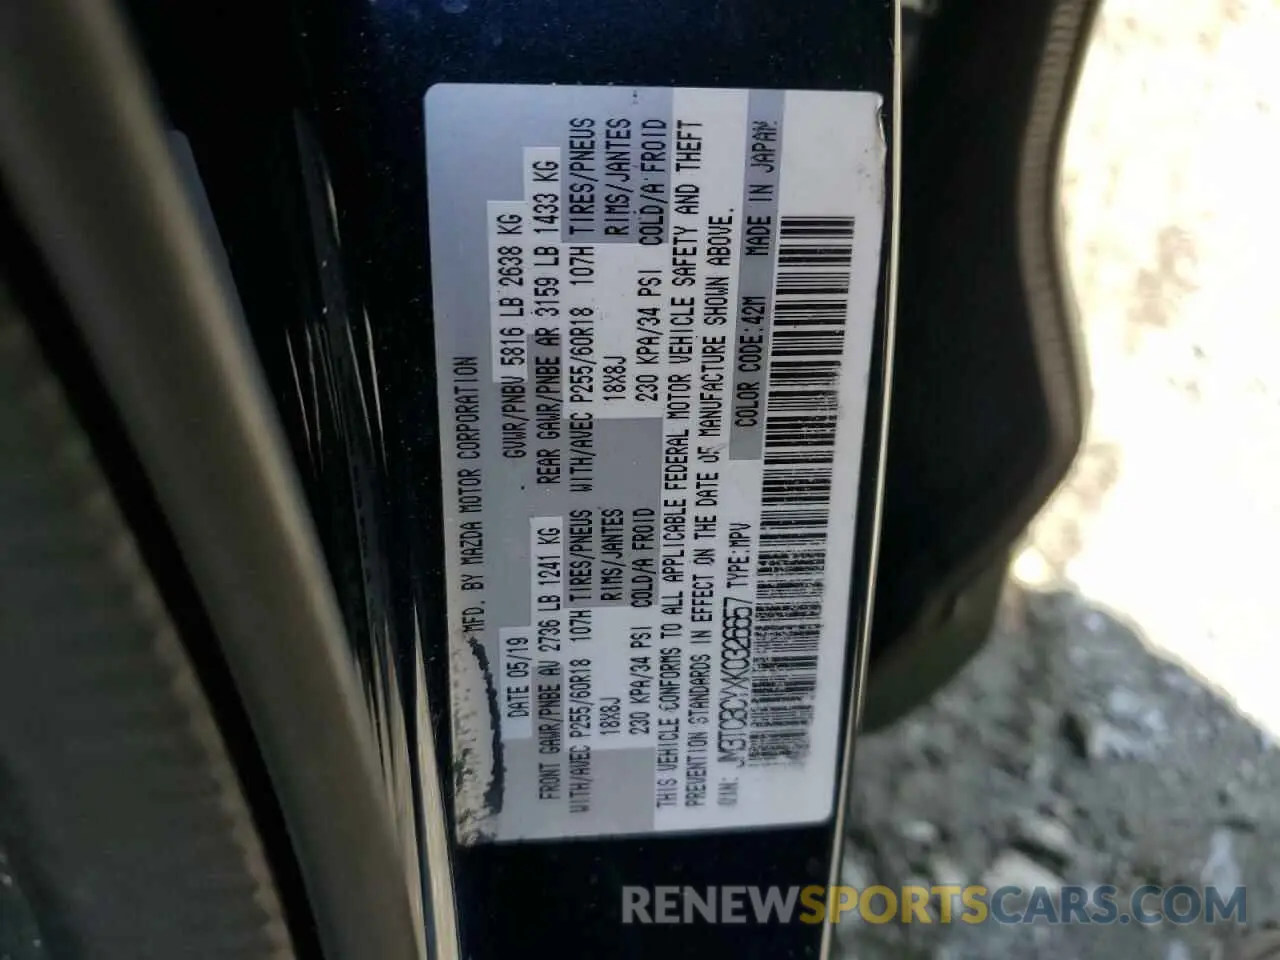 MFD. BY MAZDA MOTOR CORPORATION
DATE 05/19 GVWR/PNBV 5816 LB 2638 KG
FRONT GAWR/PNBE AV 2736 LB 1241 KG REAR GAWR/PNBE AR 3159 LB 1433 KG
WITH/AVEC P255/60R18 107H TIRES/PNEUS WITH/AVEC P255/60R18 107H TIRES/PNEUS
18X8J RIMS/JANTES 18X8J RIMS/JANTES
230 KPA/34 PSI COLD/A FROID 230 KPA/34 PSI COLD/A FROID
THIS VEHICLE CONFORMS TO ALL APPLICABLE FEDERAL MOTOR VEHICLE SAFETY AND THEFT
PREVENTION STANDARDS IN EFFECT ON THE DATE OF MANUFACTURE SHOWN ABOVE.
TYPE:MPV COLOR CODE:42M MADE IN JAPAN
RENEWSPORTSCARS.COM